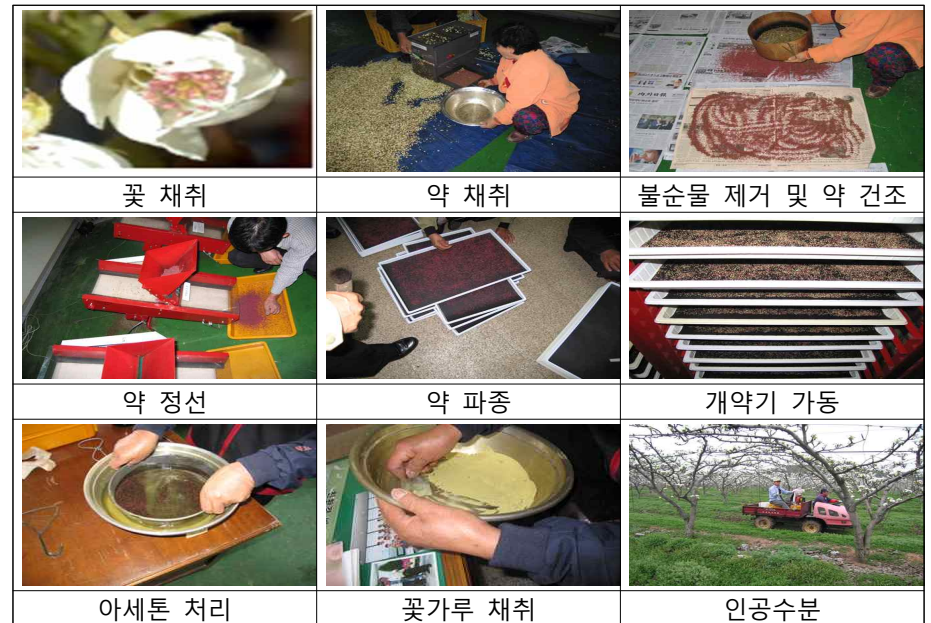 꽃 채취
약 채취
불순물 제거 및 약 건조
약 정선
약 파종
개약기 가동
아세톤 처리
꽃가루 채취
인공수분